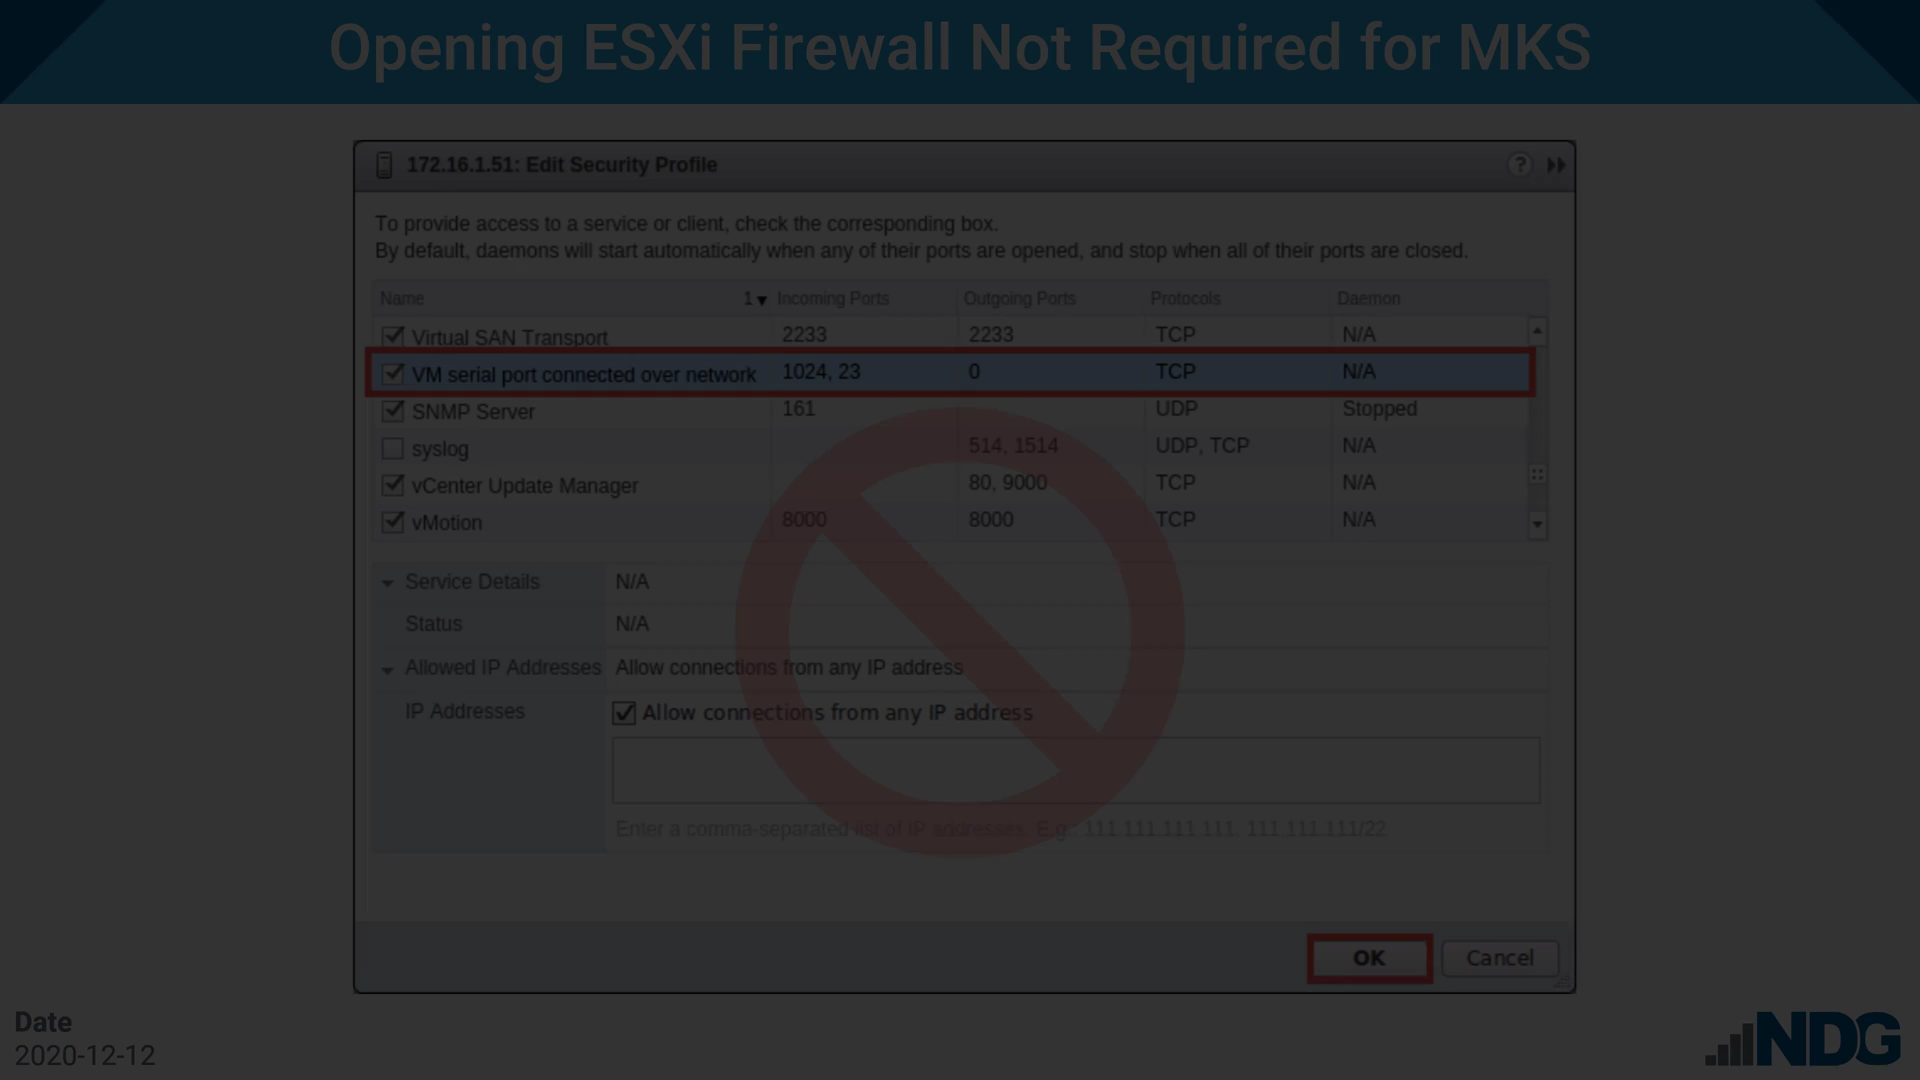 Opening ESXi Firewall Not Required for MKS
172.16.1.51: Edit Security Profile
?
To provide access to a service or client, check the corresponding box.
By default, daemons will start automatically when any of their ports are opened, and stop when all of their ports are closed.
Name 1 Incoming Ports Outgoing Ports Protocols Daemon
Virtual SAN Transport 2233 2233 TCP N/A
VM serial port connected over network 1024, 23 0 TCP N/A
SNMP Server 161 UDP Stopped
syslog 514, 1514 UDP, TCP N/A
vCenter Update Manager 80, 9000 TCP N/A
vMotion 8000 8000 TCP N/A
Service Details N/A
Status N/A
Allowed IP Addresses Allow connections from any IP address
IP Addresses Allow connections from any IP address
Enter a comma-separated list of IP addresses. E.g.: 111.111.111.111, 111.111.111/22
OK Cancel
Date
2020-12-12
NDG